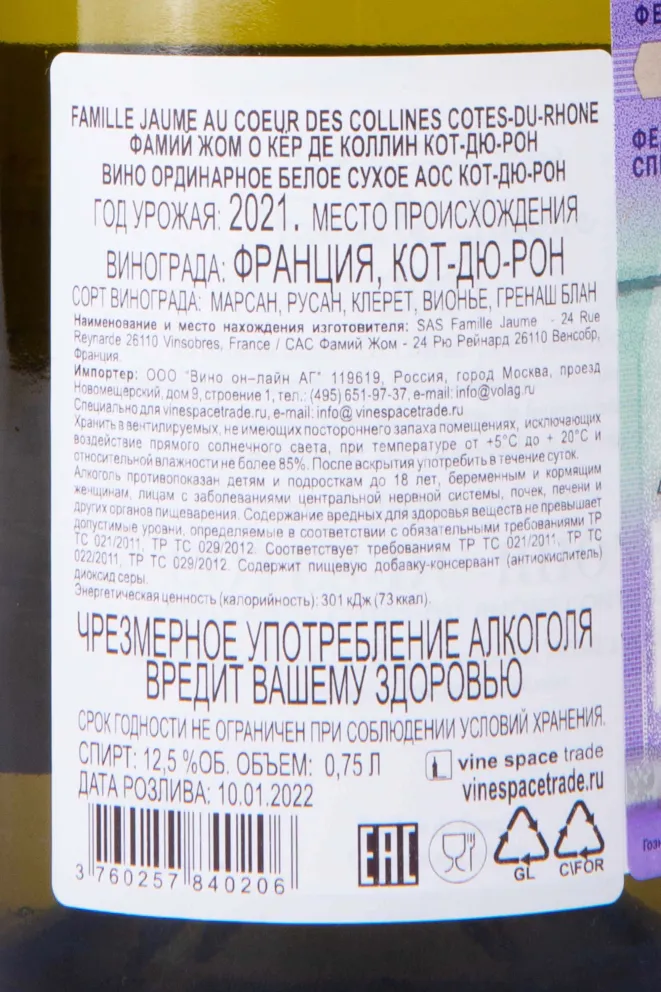 FAMILLE JAUME AU COEUR DES COLLINES COTES-DU-RHONE
ФАМИЙ ЖОМ О КЁР ДЕ КОЛЛИН КОТ-ДЮ-РОН
ВИНО ОРДИНАРНОЕ БЕЛОЕ СУХОЕ АОС КОТ-ДЮ-РОН
ГОД УРОЖАЯ: 2021. МЕСТО ПРОИСХОЖДЕНИЯ
ВИНОГРАДА: ФРАНЦИЯ, КОТ-ДЮ-РОН
СОРТ ВИНОГРАДА: МАРСАН, РУСАН, КЛЕРЕТ, ВИОНЬЕ, ГРЕНАШ БЛАН
Наименование и место нахождения изготовителя: SAS Famille Jaume - 24 Rue
Reynarde 26110 Vinsobres, France / САС Фамий Жом - 24 Рю Рейнард 26110 Венсобр,
Франция
Импортер: ООО "Вино он-лайн АГ" 119619, Россия, город Москва, проезд
Новомещерский, дом 9, строение 1, тел.: (495) 651-97-37, e-mail: info@volag.ru
Специально для vinespacetrade.ru, e-mail: info@ vinespacetrade.ru
Хранить в вентилируемых, не имеющих постороннего запаха помещениях, исключающих
воздействие прямого солнечного света, при температуре от +5°C до + 20°C и
относительной влажности не более 85%. После вскрытия употребить в течение суток.
Алкоголь противопоказан детям и подросткам до 18 лет, беременным и кормящим
женщинам, лицам с заболеваниями центральной нервной системы, почек, печени и
других органов пищеварения. Содержание вредных для здоровья веществ не превышает
допустимые уровни, определяемые в соответствии с обязательными требованиями ТР
ТС 021/2011, ТР ТС 029/2012. Соответствует требованиям ТР ТС 021/2011, ТР ТС
022/2011, ТР ТС 029/2012. Содержит пищевую добавку-консервант (антиокислитель)
диоксид серы.
Энергетическая ценность (калорийность): 301 кДж (73 ккал).
ЧРЕЗМЕРНОЕ УПОТРЕБЛЕНИЕ АЛКОГОЛЯ
ВРЕДИТ ВАШЕМУ ЗДОРОВЬЮ
СРОК ГОДНОСТИ НЕ ОГРАНИЧЕН ПРИ СОБЛЮДЕНИИ УСЛОВИЙ ХРАНЕНИЯ.
СПИРТ: 12,5 %ОБ. ОБЪЕМ: 0,75 Л
ДАТА РОЗЛИВА: 10.01.2022
vine space trade
vinespacetrade.ru
3 760257 840206
EAC
GL
C\FOR